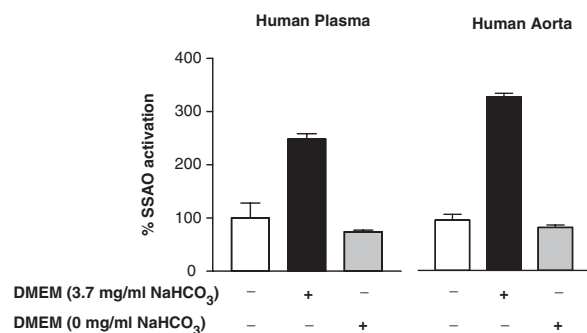 Human Plasma
Human Aorta
% SSAO activation
400
300
200
100
0
DMEM (3.7 mg/ml NaHCO₃) – + – – + –
DMEM (0 mg/ml NaHCO₃) – – + – – +